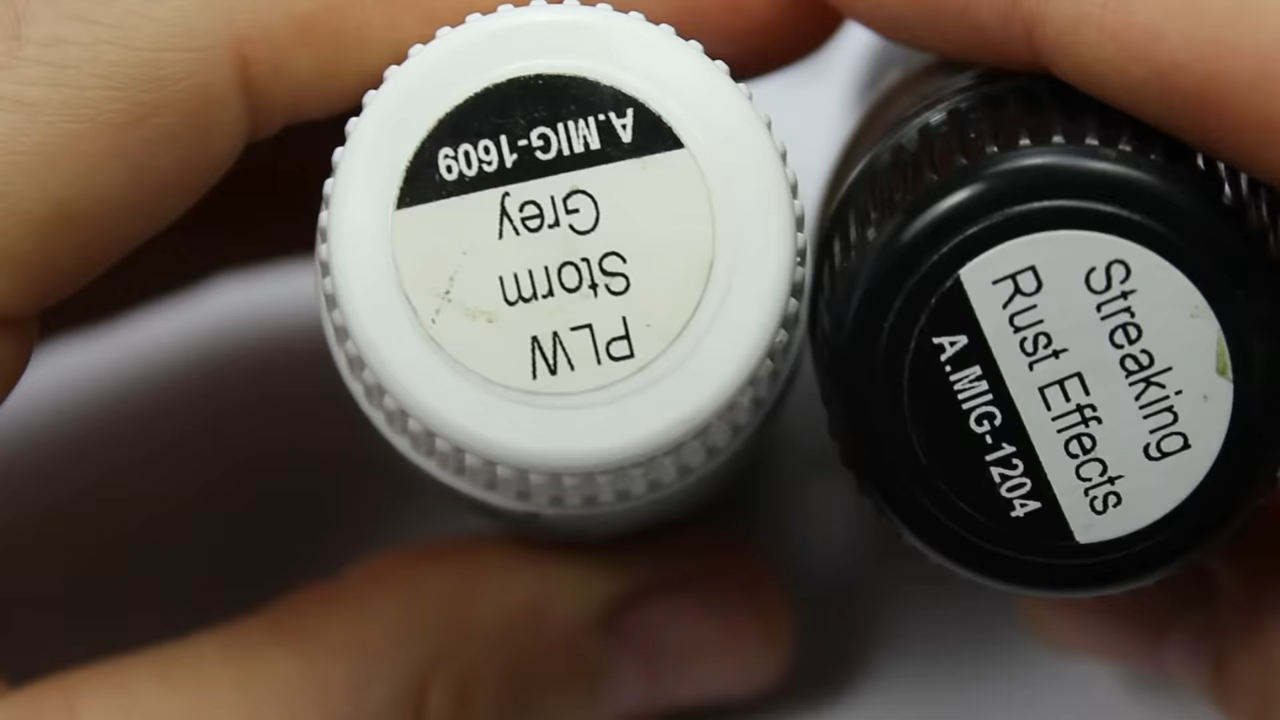 PLW
Storm
Grey
A.MIG-1609
Streaking
Rust Effects
A.MIG-1204